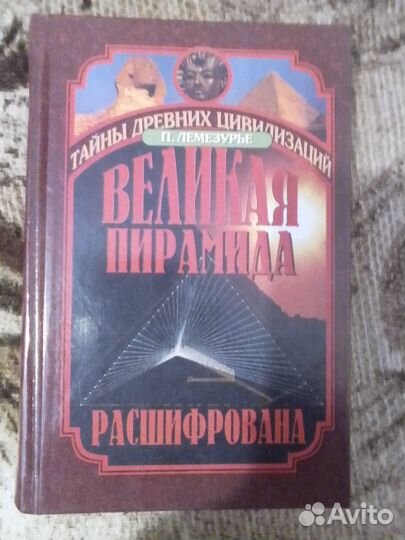 ТАЙНЫ ДРЕВНИХ ЦИВИЛИЗАЦИЙ
П. ЛЕМЕЗУРЬЕ
ВЕЛИКАЯ
ПИРАМИДА
РАСШИФРОВАНА
Avito